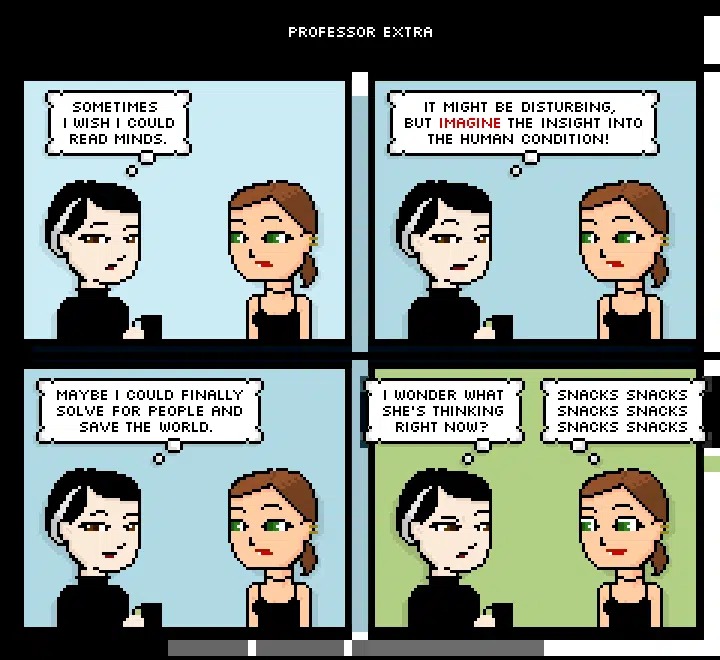 PROFESSOR EXTRA
SOMETIMES
I WISH I COULD
READ MINDS.
IT MIGHT BE DISTURBING,
BUT IMAGINE THE INSIGHT INTO
THE HUMAN CONDITION!
MAYBE I COULD FINALLY
SOLVE FOR PEOPLE AND
SAVE THE WORLD.
I WONDER WHAT
SHE'S THINKING
RIGHT NOW?
SNACKS SNACKS
SNACKS SNACKS
SNACKS SNACKS